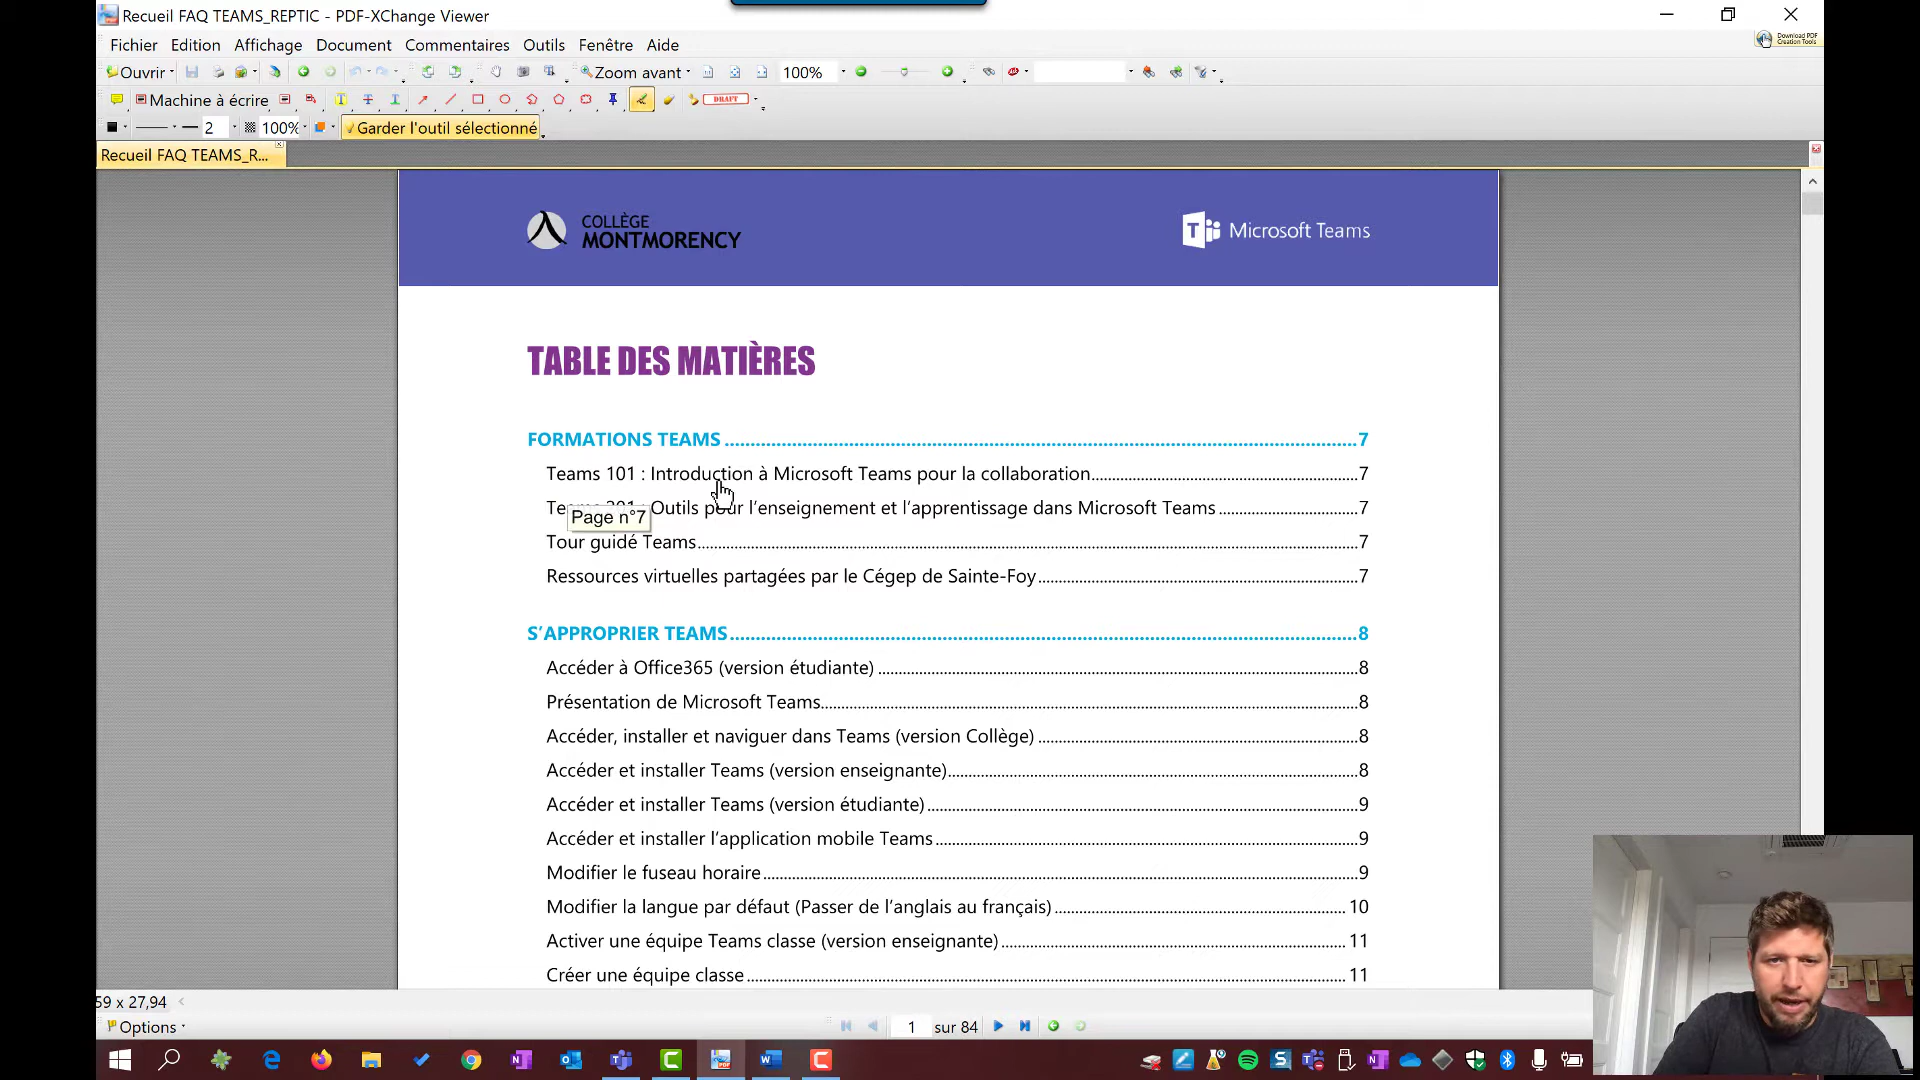 Recueil FAQ TEAMS_REPTIC - PDF-XChange Viewer
Fichier Edition Affichage Document Commentaires Outils Fenêtre Aide
Download PDF
Creation Tools
Ouvrir Zoom avant 100%
Machine à écrire DRAFT
2 100% Garder l'outil sélectionné
Recueil FAQ TEAMS_R...
COLLÈGE
MONTMORENCY
T Microsoft Teams
TABLE DES MATIÈRES
FORMATIONS TEAMS 7
Teams 101 : Introduction à Microsoft Teams pour la collaboration 7
Outils pour l'enseignement et l'apprentissage dans Microsoft Teams 7
Page n°7
Tour guidé Teams 7
Ressources virtuelles partagées par le Cégep de Sainte-Foy 7
S'APPROPRIER TEAMS 8
Accéder à Office365 (version étudiante) 8
Présentation de Microsoft Teams 8
Accéder, installer et naviguer dans Teams (version Collège) 8
Accéder et installer Teams (version enseignante) 8
Accéder et installer Teams (version étudiante) 9
Accéder et installer l'application mobile Teams 9
Modifier le fuseau horaire 9
Modifier la langue par défaut (Passer de l'anglais au français) 10
Activer une équipe Teams classe (version enseignante) 11
Créer une équipe classe 11
59 x 27,94
Options 1 sur 84